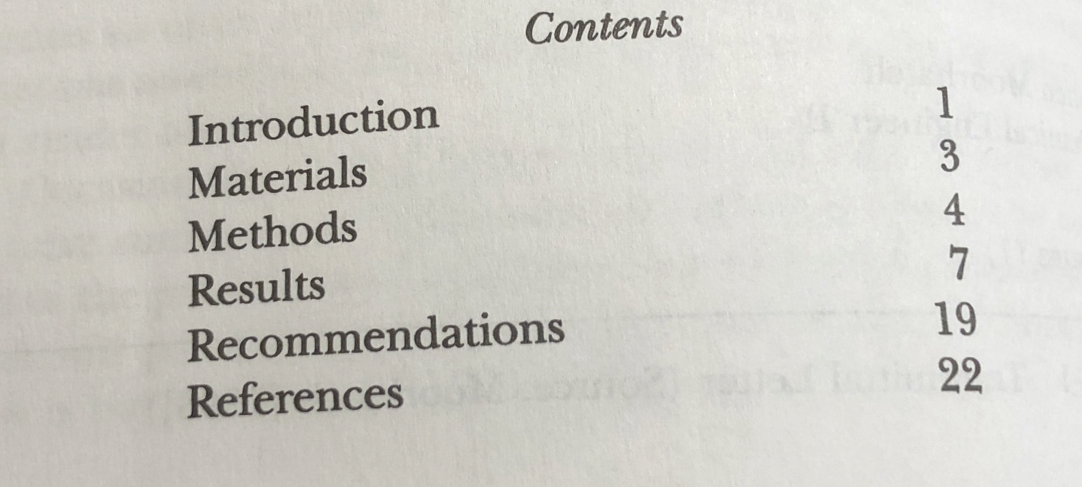 Contents
Introduction 1
Materials 3
Methods 4
Results 7
Recommendations 19
References 22